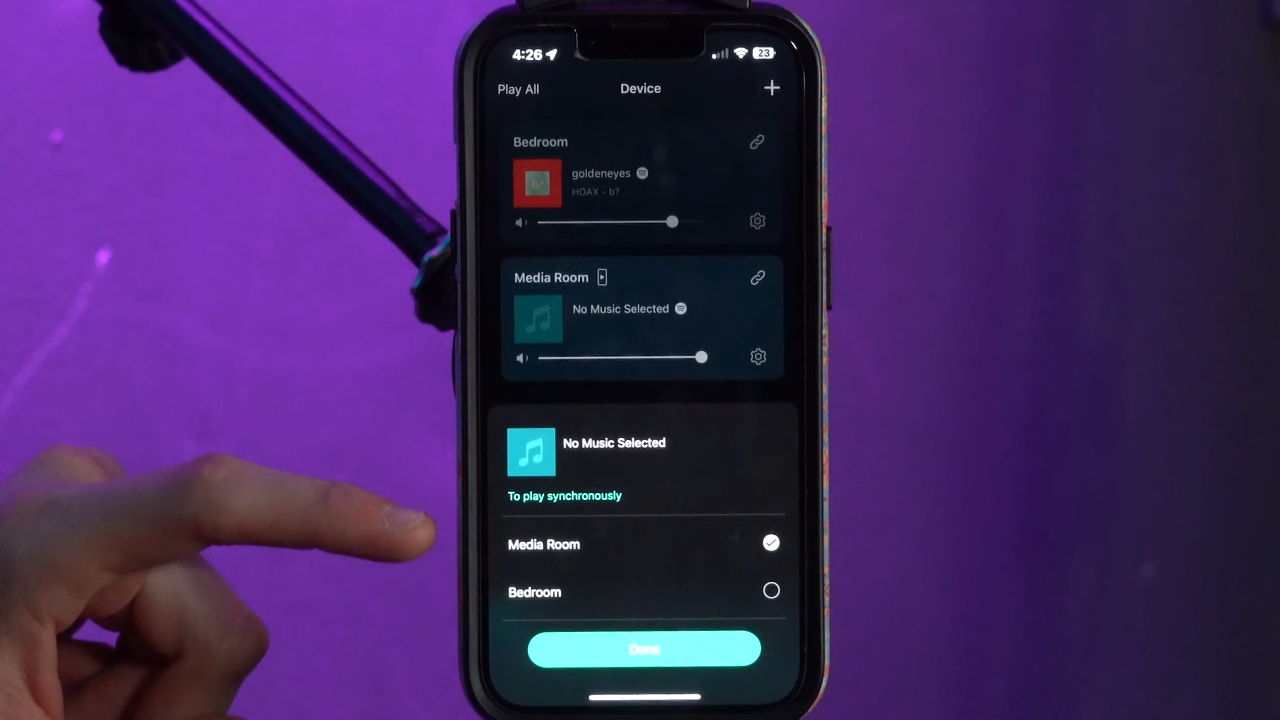 4:26
23
Play All
Device
Bedroom
goldeneyes
HOAX - b?
Media Room
No Music Selected
No Music Selected
To play synchronously
Media Room
Bedroom
Done